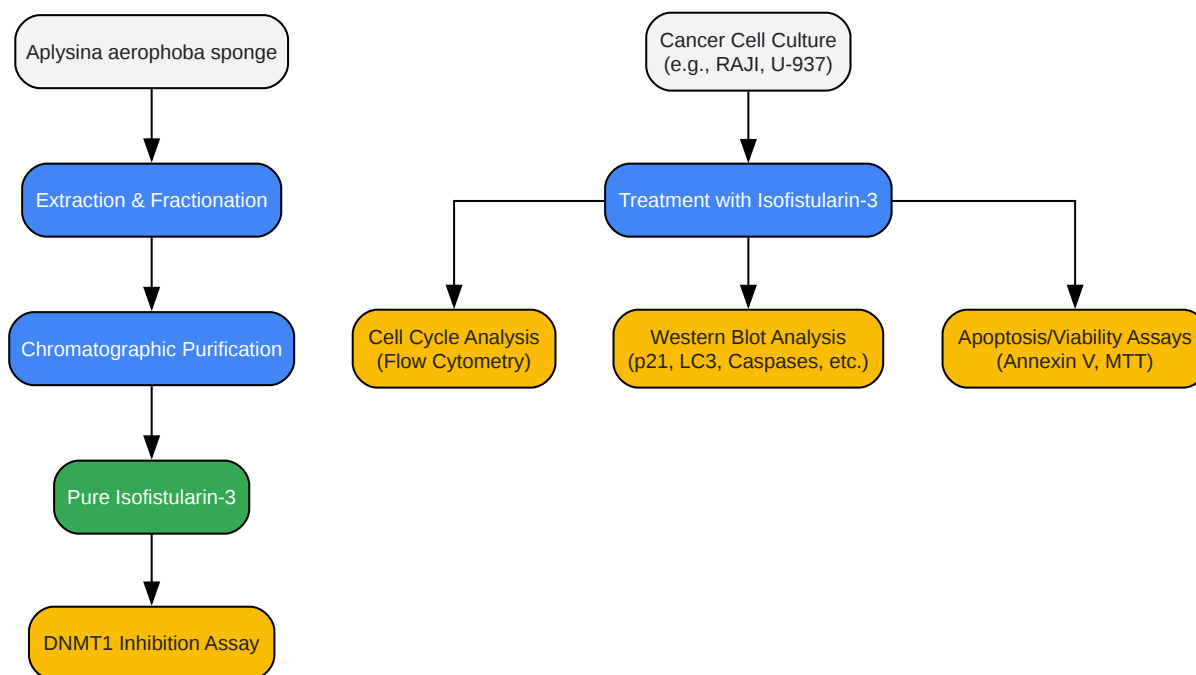 Aplysina aerophoba sponge
Extraction & Fractionation
Chromatographic Purification
Pure Isofistularin-3
DNMT1 Inhibition Assay
Cancer Cell Culture
(e.g., RAJI, U-937)
Treatment with Isofistularin-3
Cell Cycle Analysis
(Flow Cytometry)
Western Blot Analysis
(p21, LC3, Caspases, etc.)
Apoptosis/Viability Assays
(Annexin V, MTT)